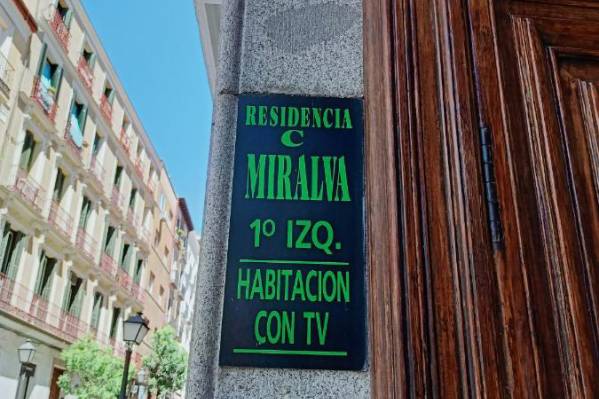 RESIDENCIA
C
MIRALVA
1º IZQ.
HABITACION
CON TV